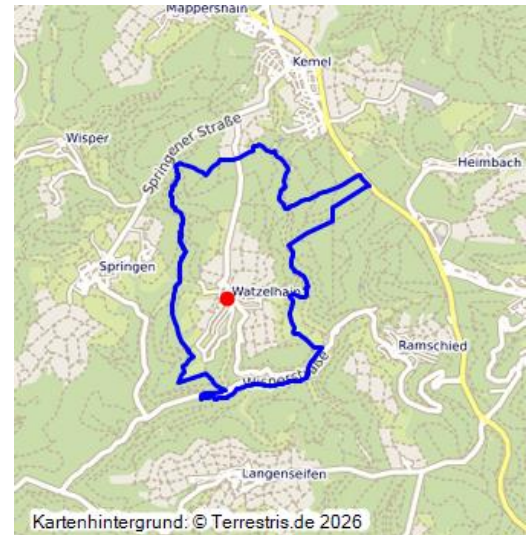 Mappershain
Kemel
Springener Straße
Wisper
Heimbach
Springen
Watzelhain
Ramschied
Wisperstraße
Langenseifen
Kartenhintergrund: © Terrestris.de 2026